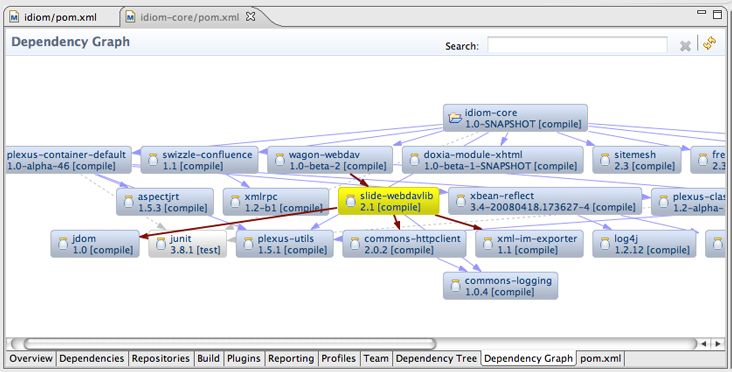 idiom/pom.xml
idiom-core/pom.xml
Dependency Graph
Search:
idiom-core
1.0-SNAPSHOT [compile]
plexus-container-default
1.0-alpha-46 [compile]
swizzle-confluence
1.1 [compile]
wagon-webdav
1.0-beta-2 [compile]
doxia-module-xhtml
1.0-beta-1-SNAPSHOT [compile]
sitemesh
2.3 [compile]
fre
2.3
aspectjrt
1.5.3 [compile]
xmlrpc
1.2-b1 [compile]
slide-webdavlib
2.1 [compile]
xbean-reflect
3.4-20080418.173627-4 [compile]
plexus-clas
1.2-alpha-
jdom
1.0 [compile]
junit
3.8.1 [test]
plexus-utils
1.5.1 [compile]
commons-httpclient
2.0.2 [compile]
xml-im-exporter
1.1 [compile]
log4j
1.2.12 [compile]
commons-logging
1.0.4 [compile]
Overview Dependencies Repositories Build Plugins Reporting Profiles Team Dependency Tree Dependency Graph pom.xml